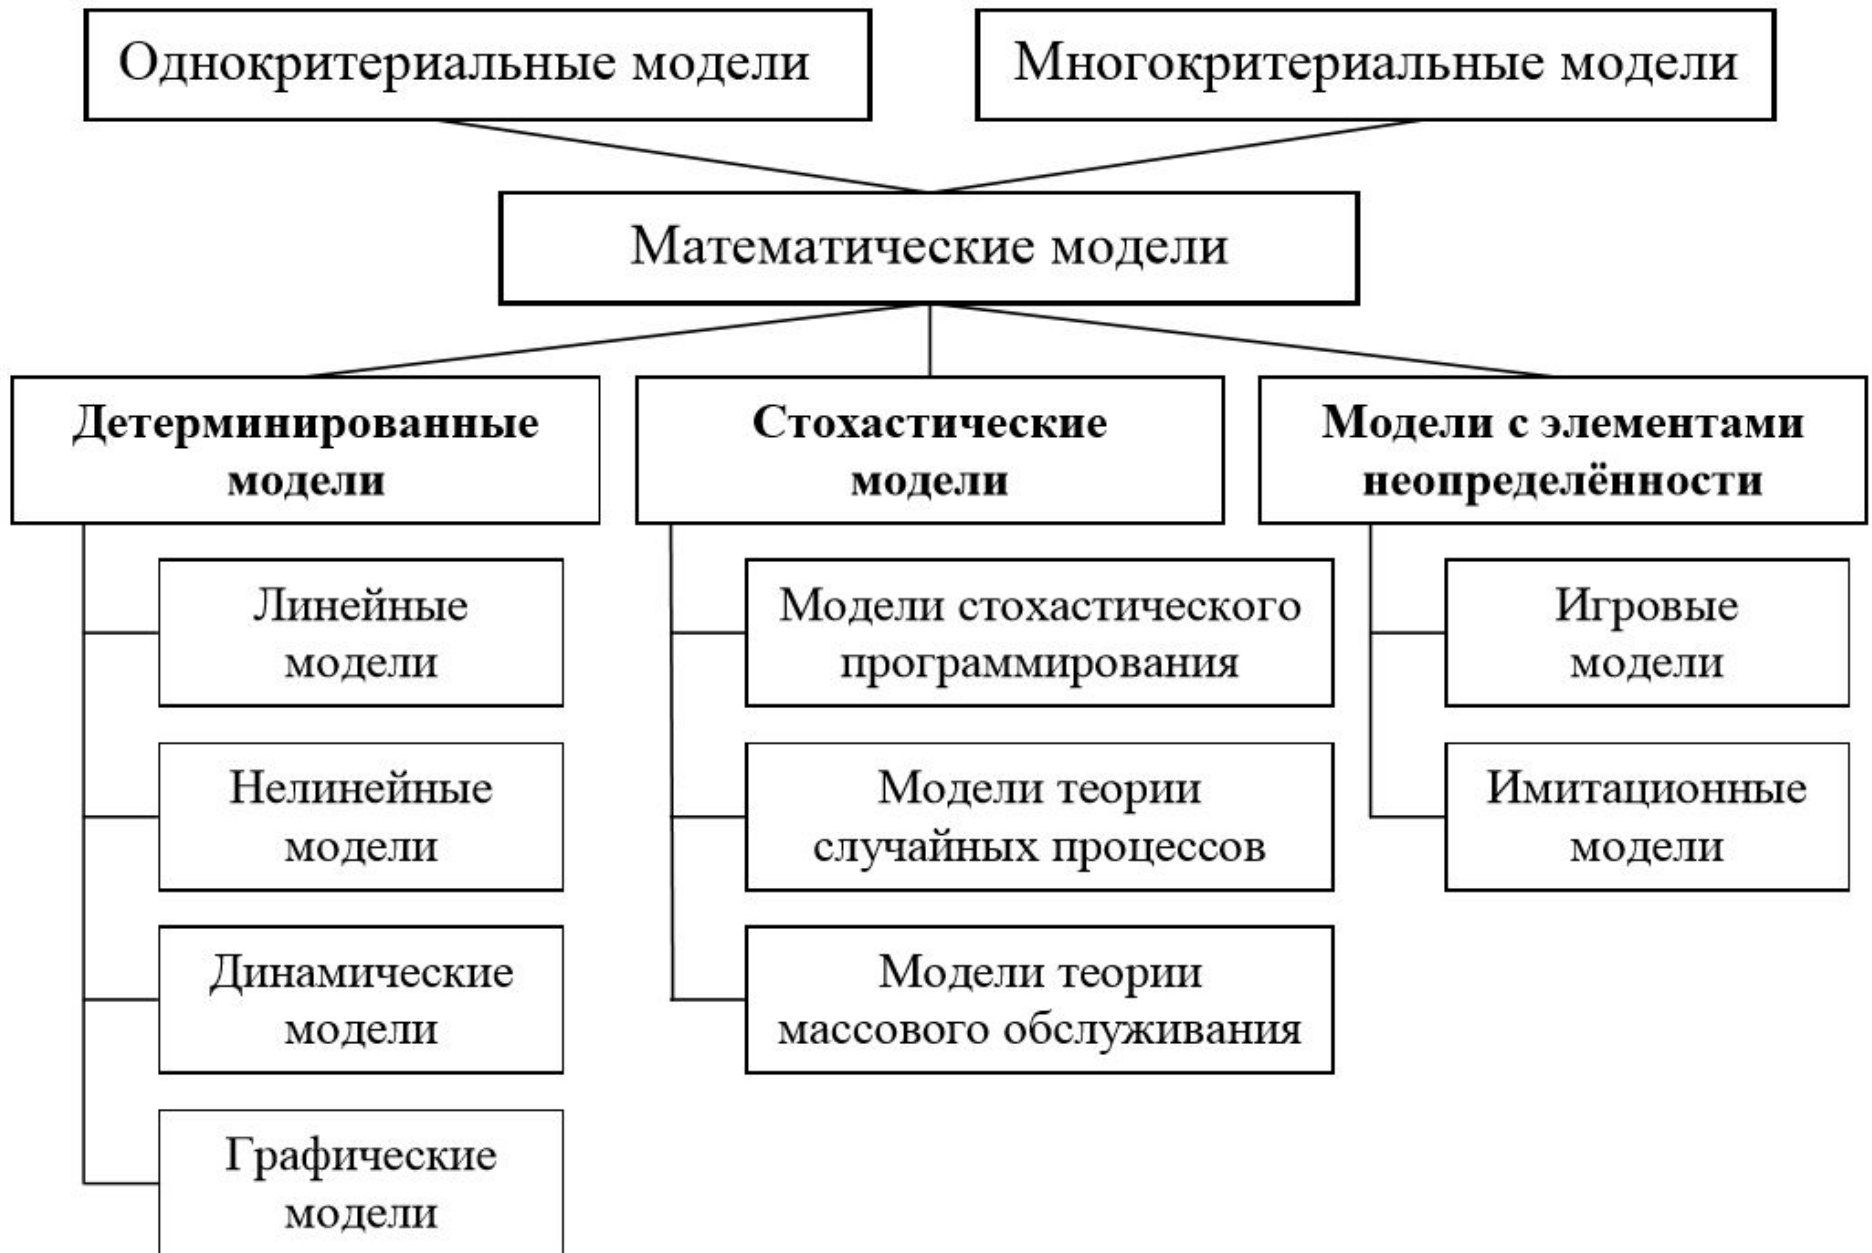 Однокритериальные модели
Многокритериальные модели
Математические модели
Детерминированные
модели
Линейные
модели
Нелинейные
модели
Динамические
модели
Графические
модели
Стохастические
модели
Модели стохастического
программирования
Модели теории
случайных процессов
Модели теории
массового обслуживания
Модели с элементами
неопределённости
Игровые
модели
Имитационные
модели